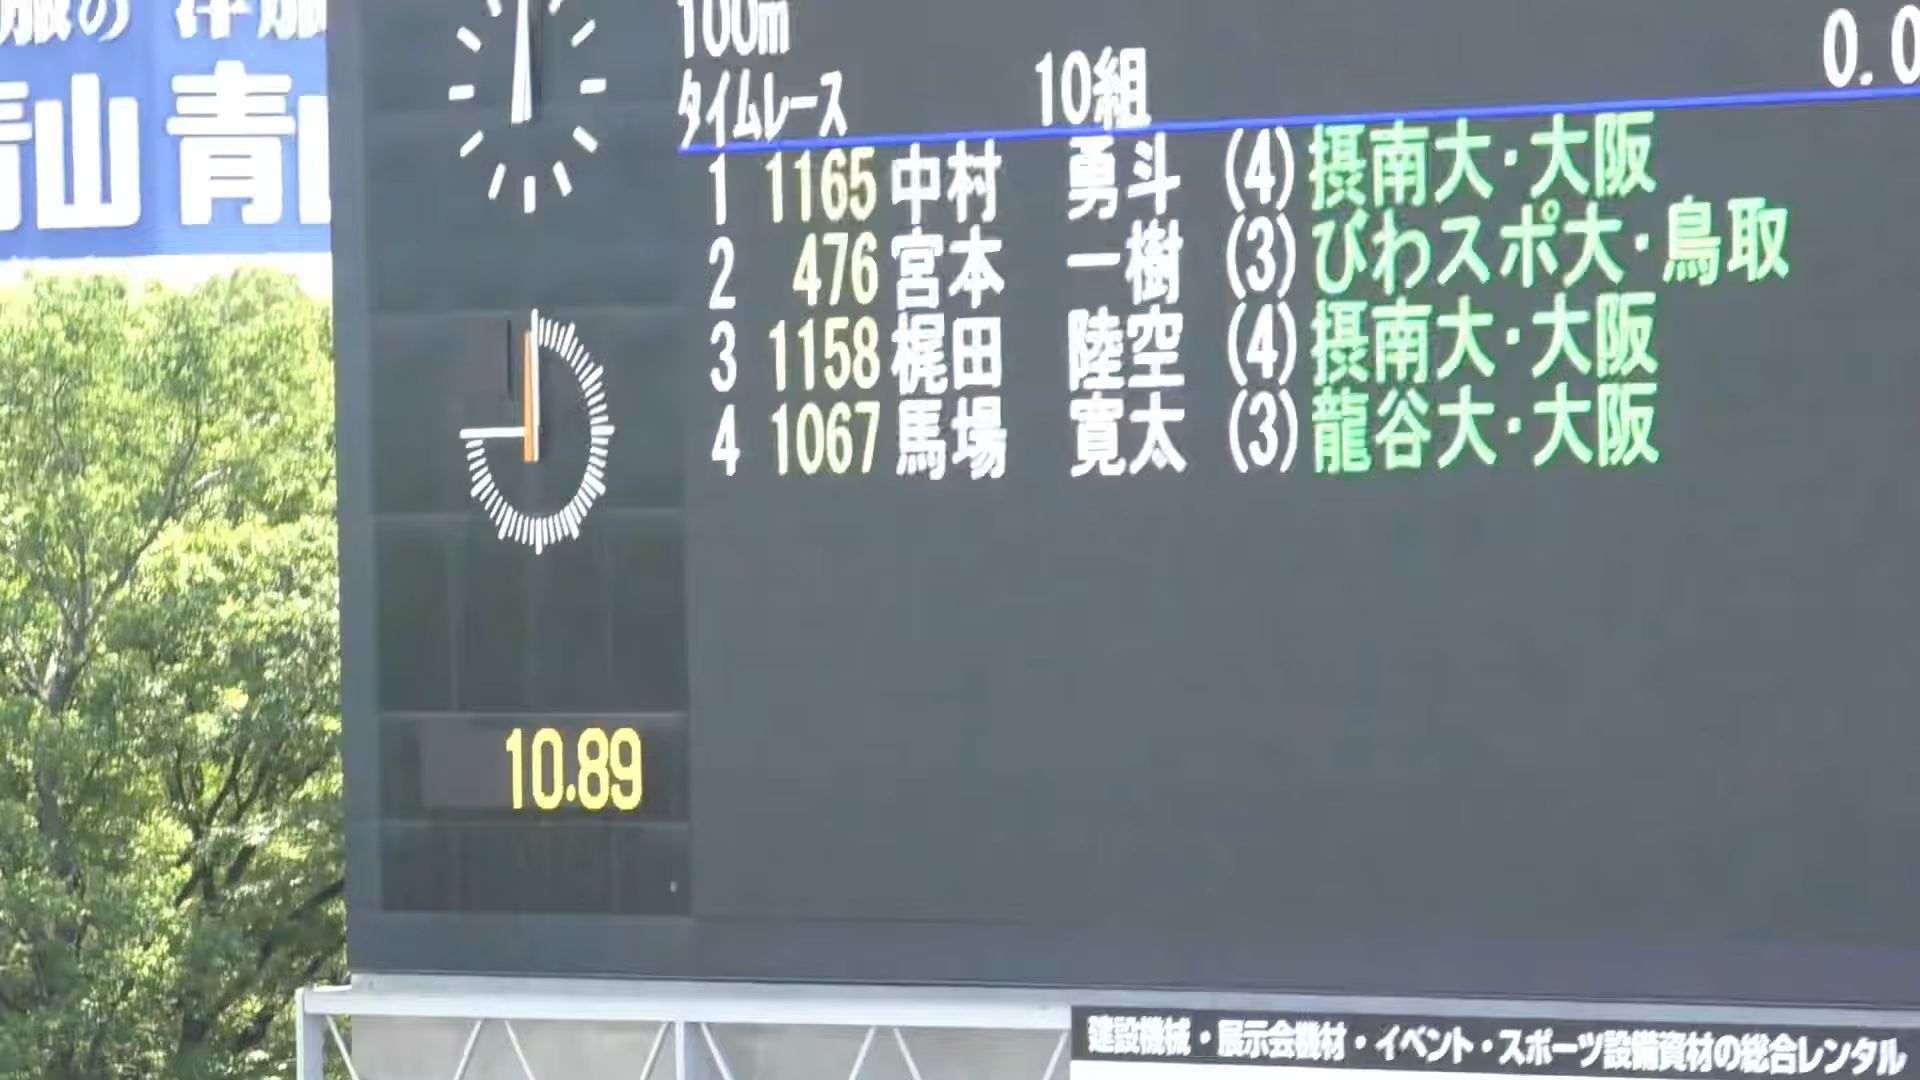 服の
青山 青山
100m
0.0
タイムレース 10組
1 1165 中村 勇斗 (4) 摂南大・大阪
2 476 宮本 一樹 (3) びわスポ大・鳥取
3 1158 梶田 陸空 (4) 摂南大・大阪
4 1067 馬場 寛太 (3) 龍谷大・大阪
10.89
建設機械・展示会機材・イベント・スポーツ設備資材の総合レンタル